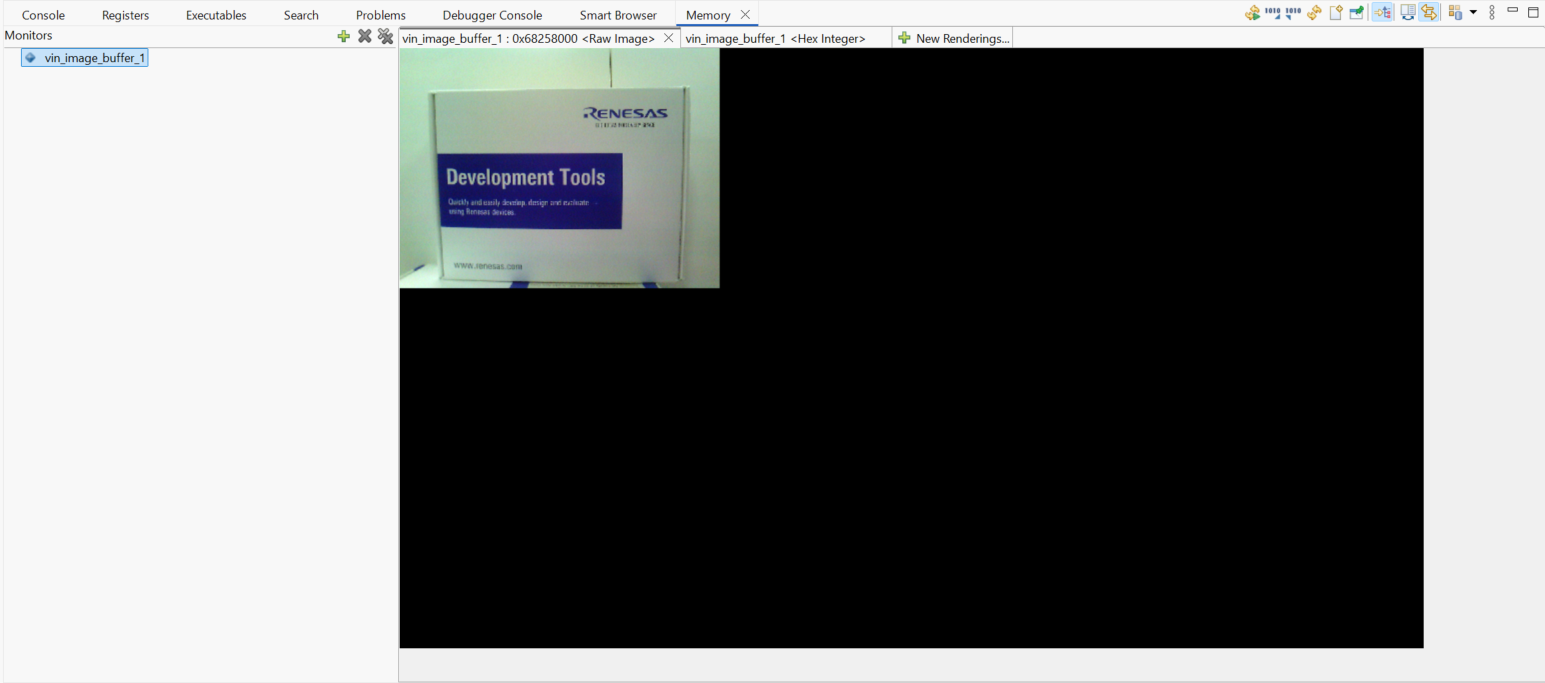 Console Registers Executables Search Problems Debugger Console Smart Browser Memory
Monitors
vin_image_buffer_1 : 0x68258000 <Raw Image> vin_image_buffer_1 <Hex Integer> New Renderings...
vin_image_buffer_1
RENESAS
Development Tools
Quickly and easily develop, design and evaluate
using Renesas devices.
www.renesas.com